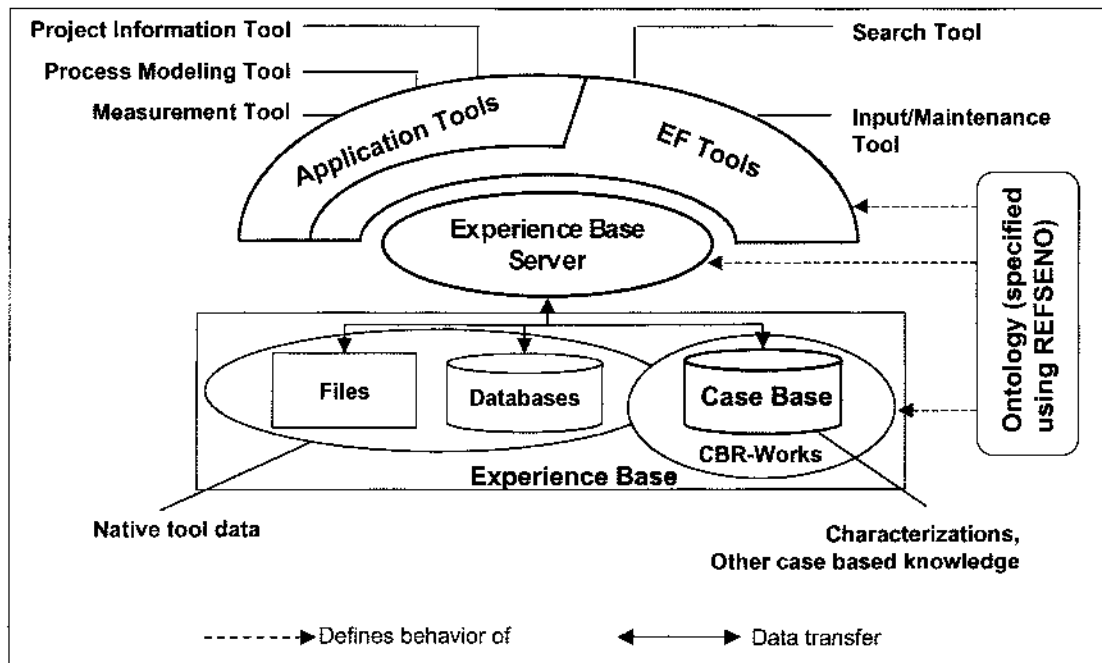 Project Information Tool
Process Modeling Tool
Measurement Tool
Search Tool
Input/Maintenance
Tool
Application Tools
EF Tools
Experience Base
Server
Ontology (specified
using REFSENO)
Files
Databases
Case Base
CBR-Works
Experience Base
Native tool data
Characterizations,
Other case based knowledge
Defines behavior of
Data transfer